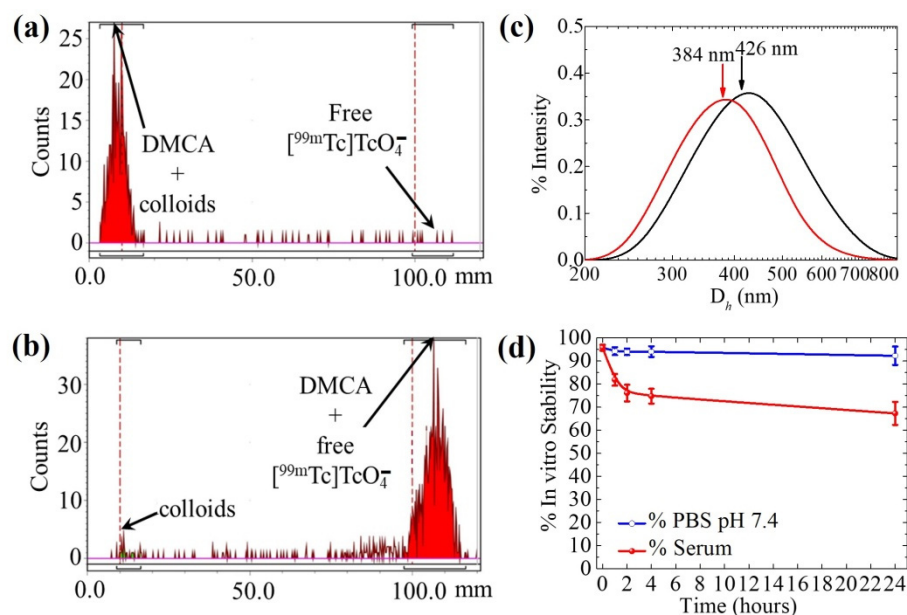 (a)
25
20
15
10
5
0
Counts
DMCA
+
colloids
Free
[⁹⁹ᵐTc]TcO₄⁻
0.0
50.0
100.0
mm
(b)
30
20
10
0
Counts
colloids
DMCA
+
free
[⁹⁹ᵐTc]TcO₄⁻
0.0
50.0
100.0
mm
(c)
384 nm
426 nm
0.5
0.4
0.3
0.2
0.1
0.0
% Intensity
200
300
400
500
600
700
800
Dₕ (nm)
(d)
100
90
80
70
60
50
40
30
20
10
0
% In vitro Stability
% PBS pH 7.4
% Serum
0 2 4 6 8 10 12 14 16 18 20 22 24
Time (hours)